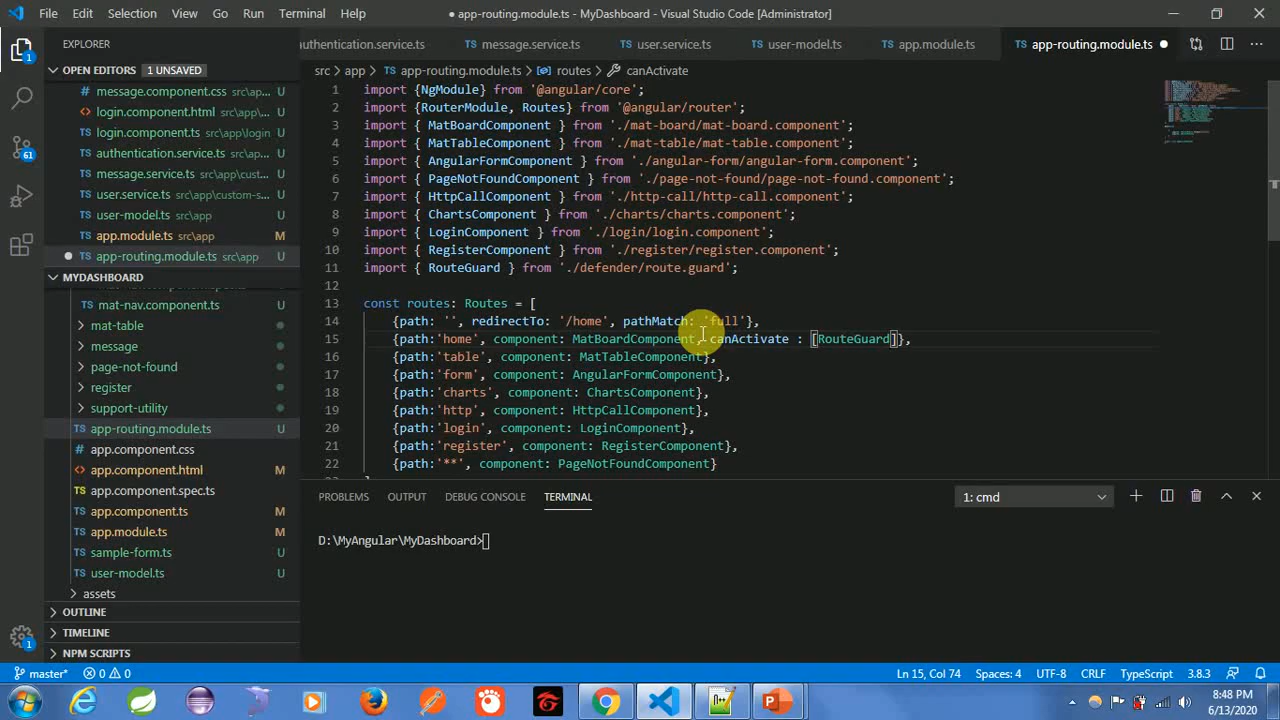 File Edit Selection View Go Run Terminal Help
● app-routing.module.ts - MyDashboard - Visual Studio Code [Administrator]
EXPLORER
OPEN EDITORS 1 UNSAVED
message.component.css src\ap... U
login.component.html src\app\... U
login.component.ts src\app\login U
authentication.service.ts src\ap... U
message.service.ts src\app\cust... U
user.service.ts src\app\custom-s... U
user-model.ts src\app U
app.module.ts src\app M
app-routing.module.ts src\app U
MYDASHBOARD
mat-nav.component.ts U
mat-table
message
page-not-found
register
support-utility
app-routing.module.ts U
app.component.css
app.component.html M
app.component.spec.ts
app.component.ts M
app.module.ts M
sample-form.ts U
user-model.ts U
assets
OUTLINE
TIMELINE
NPM SCRIPTS
authentication.service.ts message.service.ts user.service.ts user-model.ts app.module.ts app-routing.module.ts
src > app > app-routing.module.ts > routes > canActivate
1 import {NgModule} from '@angular/core';
2 import {RouterModule, Routes} from '@angular/router';
3 import { MatBoardComponent } from './mat-board/mat-board.component';
4 import { MatTableComponent } from './mat-table/mat-table.component';
5 import { AngularFormComponent } from './angular-form/angular-form.component';
6 import { PageNotFoundComponent } from './page-not-found/page-not-found.component';
7 import { HttpCallComponent } from './http-call/http-call.component';
8 import { ChartsComponent } from './charts/charts.component';
9 import { LoginComponent } from './login/login.component';
10 import { RegisterComponent } from './register/register.component';
11 import { RouteGuard } from './defender/route.guard';
12
13 const routes: Routes = [
14 {path: '', redirectTo: '/home', pathMatch: 'full'},
15 {path:'home', component: MatBoardComponent, canActivate : [RouteGuard]},
16 {path:'table', component: MatTableComponent},
17 {path:'form', component: AngularFormComponent},
18 {path:'charts', component: ChartsComponent},
19 {path:'http', component: HttpCallComponent},
20 {path:'login', component: LoginComponent},
21 {path:'register', component: RegisterComponent},
22 {path:'**', component: PageNotFoundComponent}
PROBLEMS OUTPUT DEBUG CONSOLE TERMINAL
1: cmd
D:\MyAngular\MyDashboard>
master* 0 0
Ln 15, Col 74 Spaces: 4 UTF-8 CRLF TypeScript 3.8.3
8:48 PM
6/13/2020